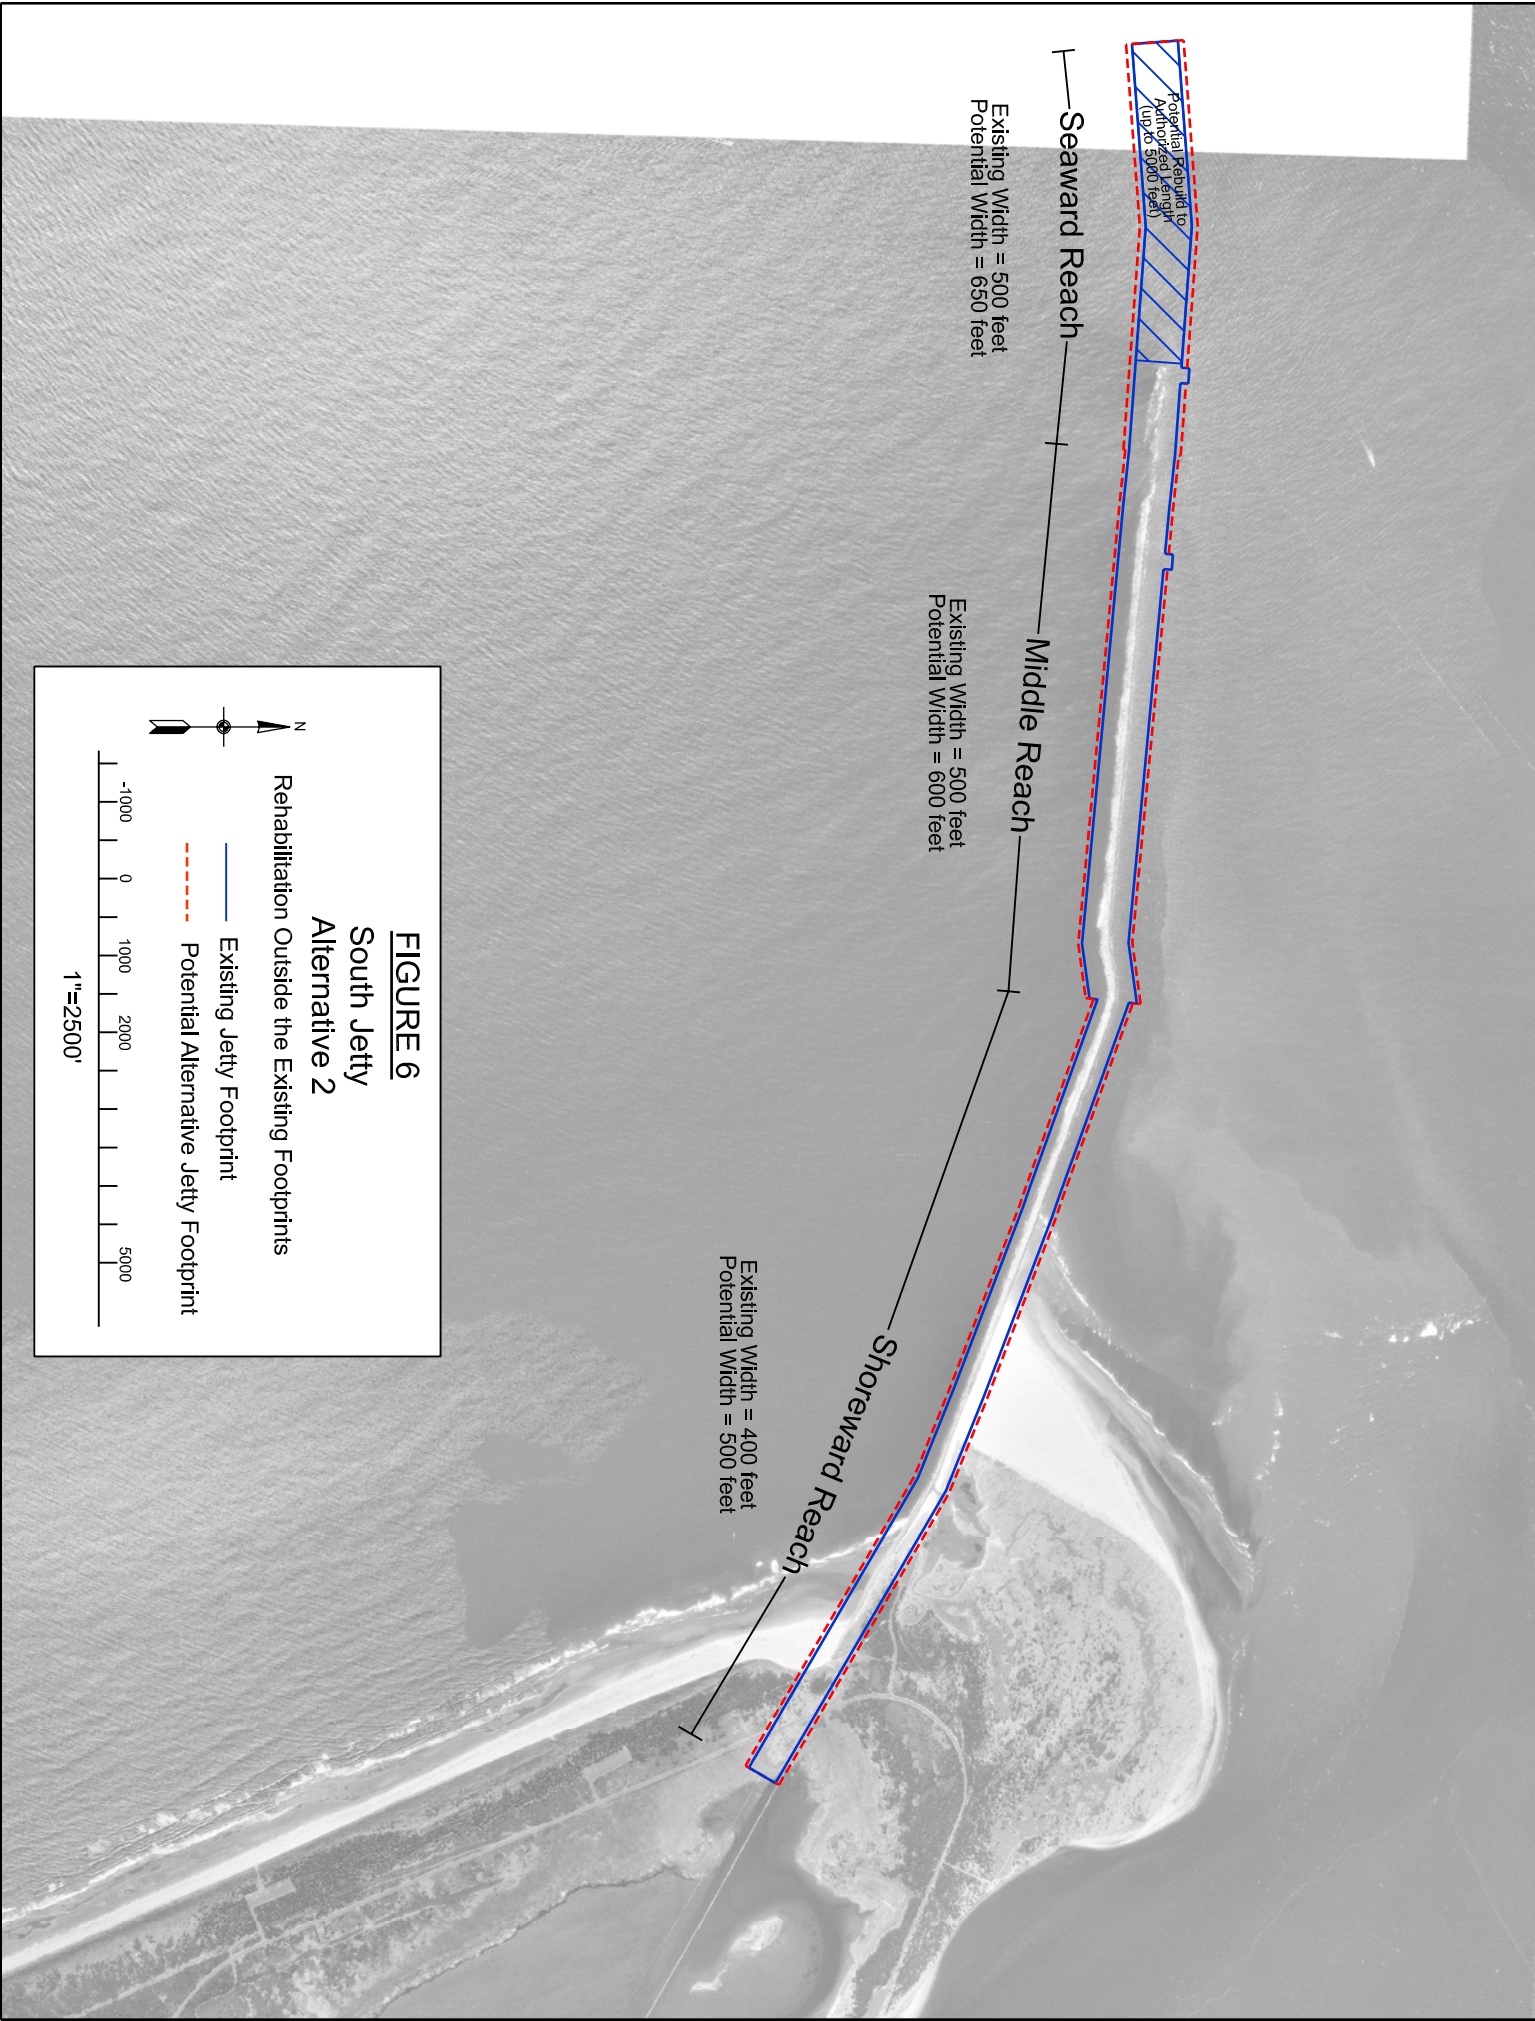 Potential Rebuild to
Authorized Length
(up to 5000 feet)
Seaward Reach
Existing Width = 500 feet
Potential Width = 650 feet
Middle Reach
Existing Width = 500 feet
Potential Width = 600 feet
Shoreward Reach
Existing Width = 400 feet
Potential Width = 500 feet
FIGURE 6
South Jetty
Alternative 2
Rehabilitation Outside the Existing Footprints
Existing Jetty Footprint
Potential Alternative Jetty Footprint
N
-1000 0 1000 2000 5000
1"=2500'